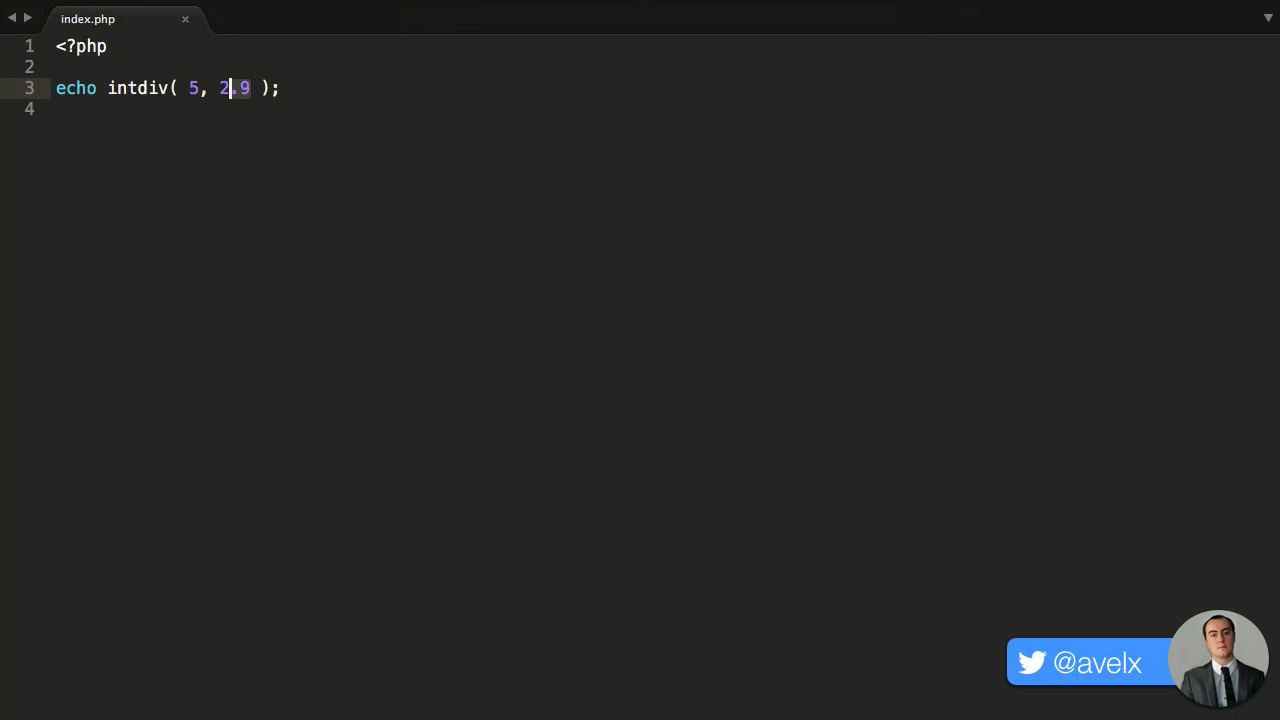 index.php ×
1 <?php
2
3 echo intdiv( 5, 2.9 );
4
@avelx